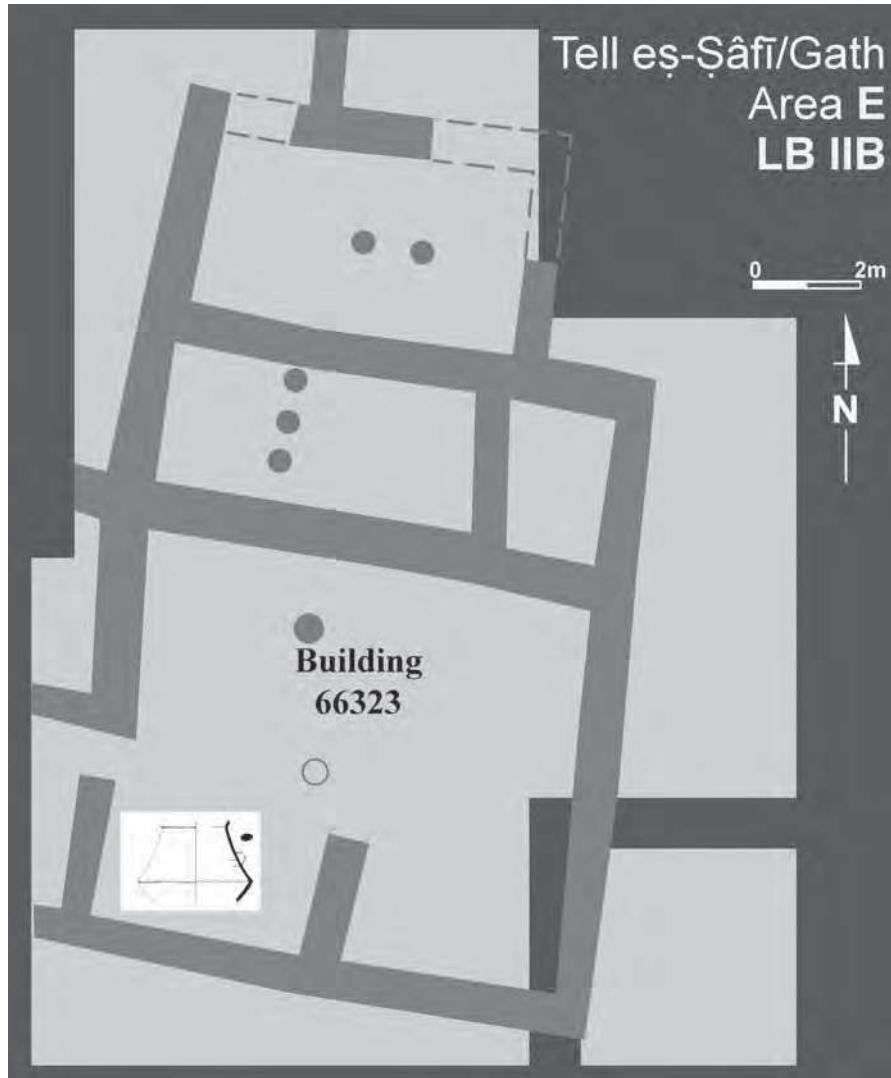 Tell eṣ-Ṣâfī/Gath
Area E
LB IIB
0 2m
N
Building
66323